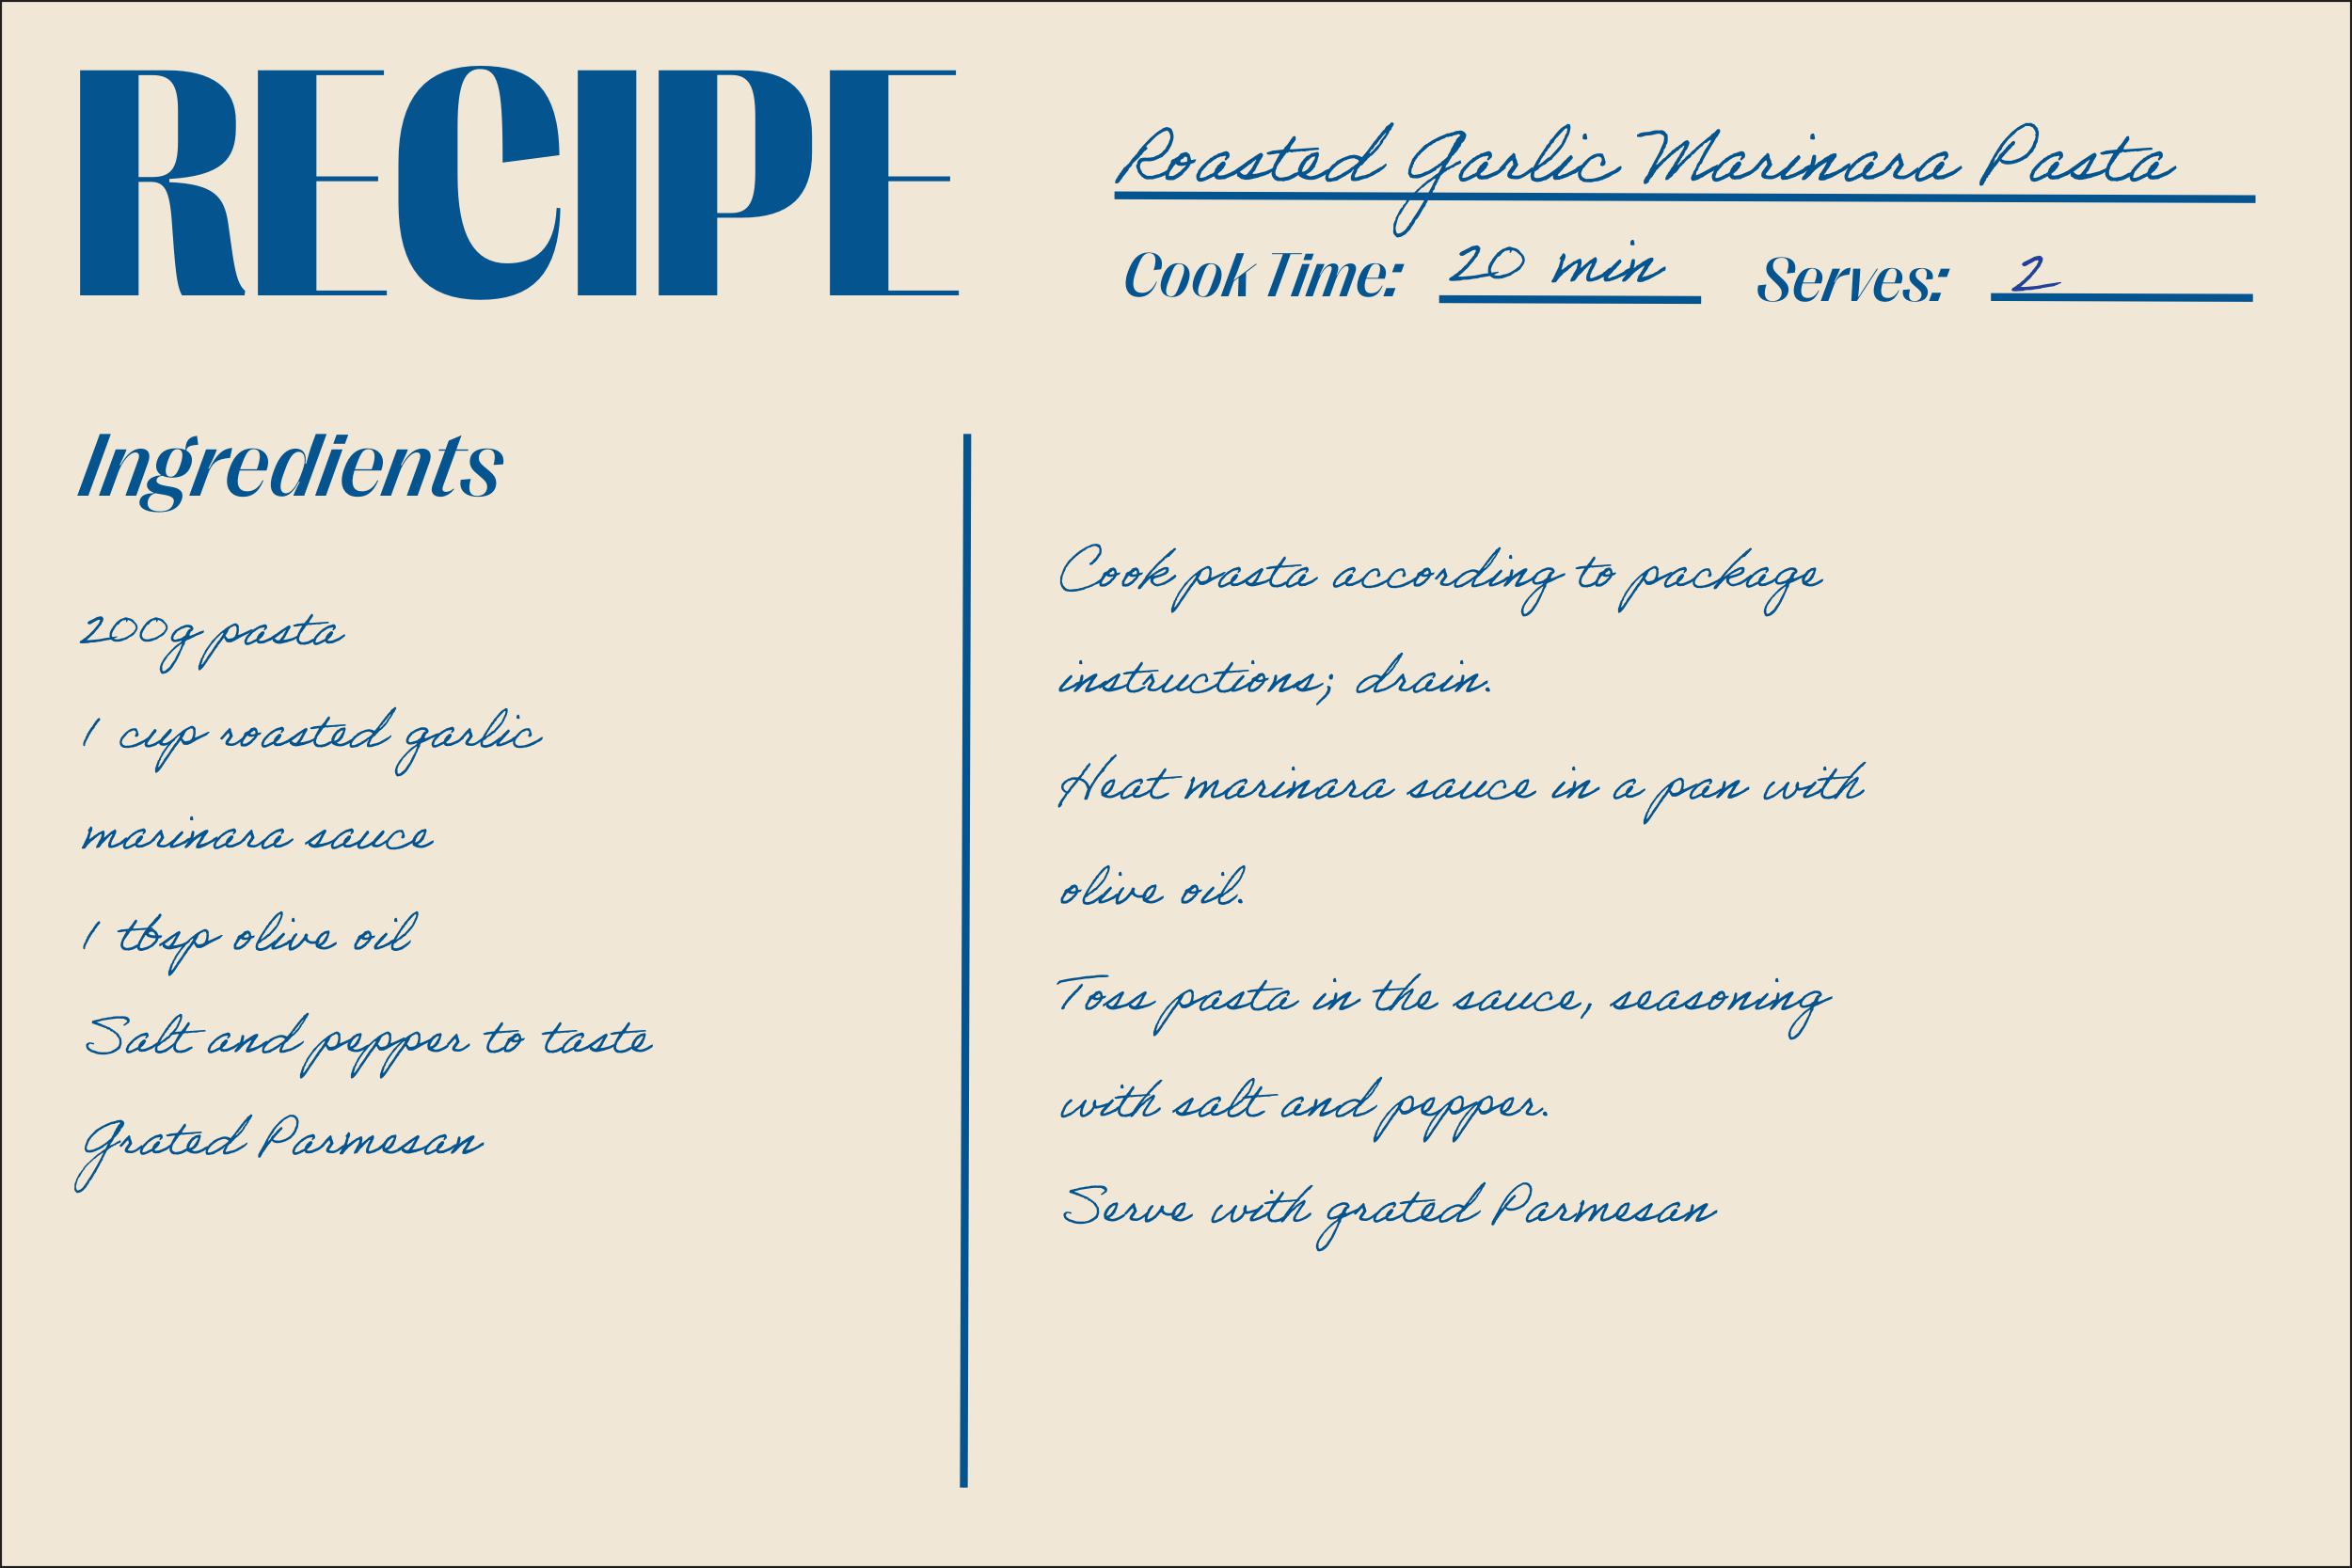 RECIPE
Roasted Garlic Marinara Pasta
Cook Time: 20 min Serves: 2
Ingredients
200g pasta
1 cup roasted garlic
marinara sauce
1 tbsp olive oil
Salt and pepper to taste
Grated Parmesan
Cook pasta according to package
instructions; drain.
Heat marinara sauce in a pan with
olive oil.
Toss pasta in the sauce, seasoning
with salt and pepper.
Serve with grated Parmesan